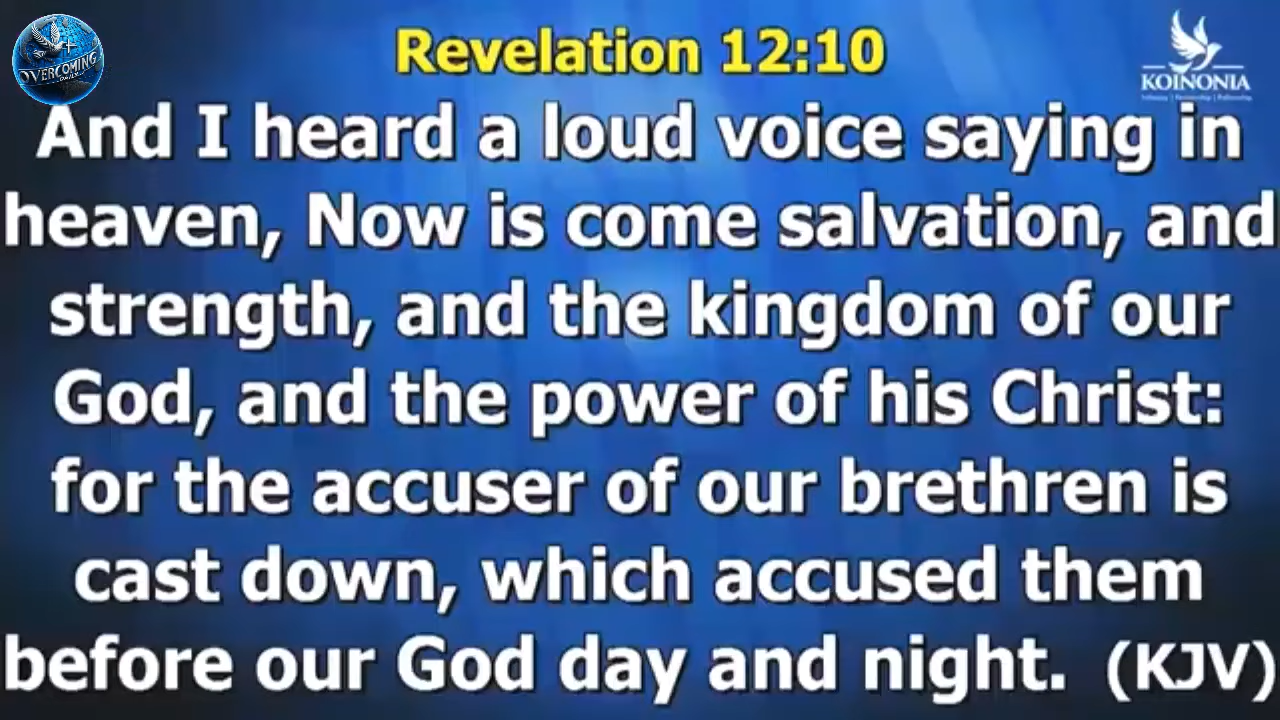 Revelation 12:10
OVERCOMING
KOINONIA
And I heard a loud voice saying in
heaven, Now is come salvation, and
strength, and the kingdom of our
God, and the power of his Christ:
for the accuser of our brethren is
cast down, which accused them
before our God day and night. (KJV)